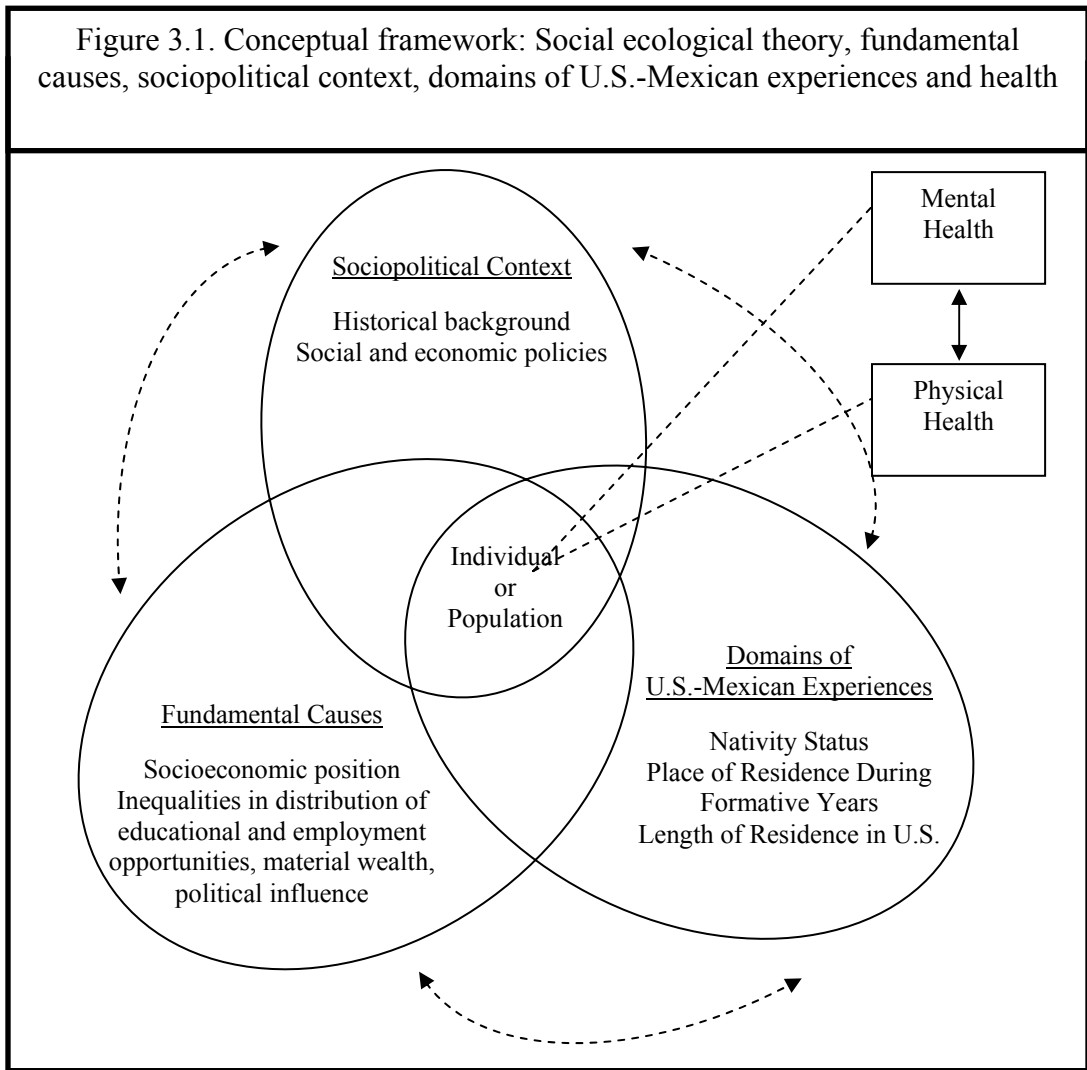 Figure 3.1. Conceptual framework: Social ecological theory, fundamental
causes, sociopolitical context, domains of U.S.-Mexican experiences and health
Mental
Health
Sociopolitical Context
Historical background
Social and economic policies
Physical
Health
Individual
or
Population
Domains of
U.S.-Mexican Experiences
Nativity Status
Place of Residence During
Formative Years
Length of Residence in U.S.
Fundamental Causes
Socioeconomic position
Inequalities in distribution of
educational and employment
opportunities, material wealth,
political influence